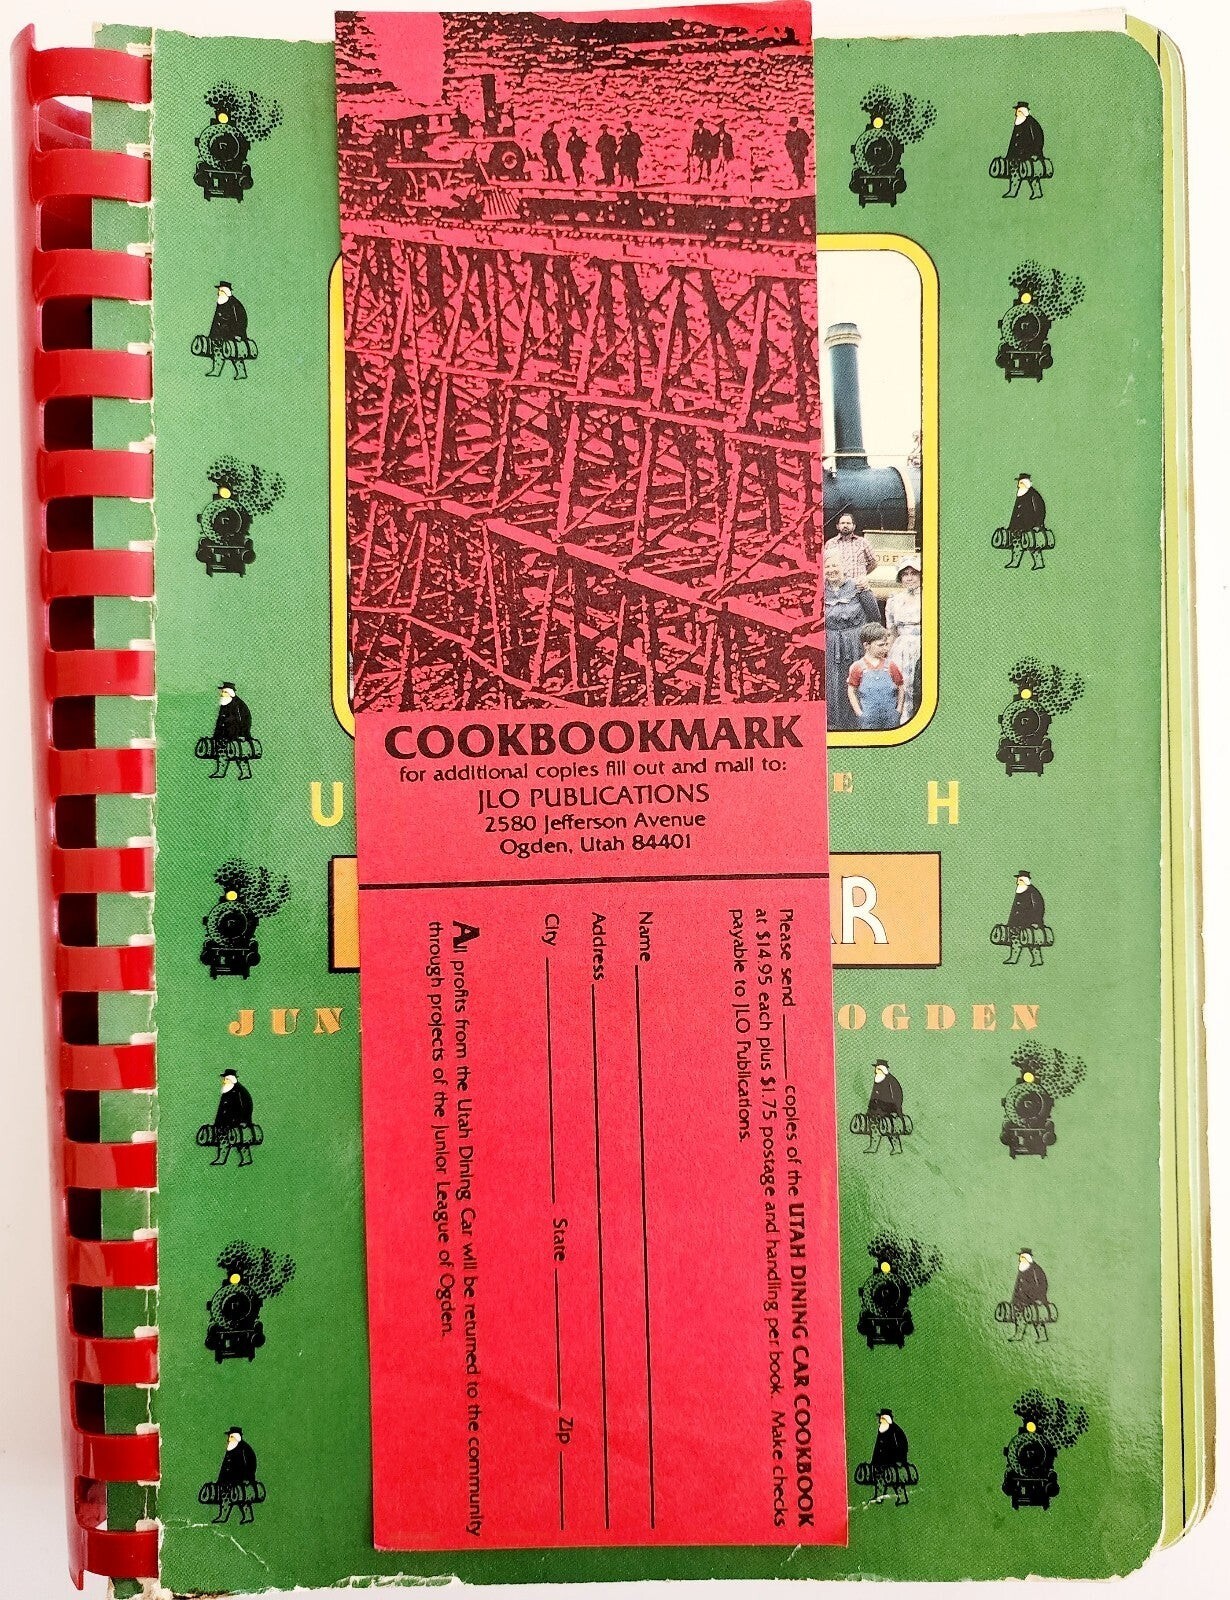 COOKBOOKMARK
for additional copies fill out and mail to:
JLO PUBLICATIONS
2580 Jefferson Avenue
Ogden, Utah 84401
Please send ______ copies of the UTAH DINING CAR COOKBOOK
at $14.95 each plus $1.75 postage and handling per book. Make checks
payable to JLO Publications.
Name
Address
City State Zip
All profits from the Utah Dining Car will be returned to the community
through projects of the Junior League of Ogden.
U E H
AR
JUN OGDEN